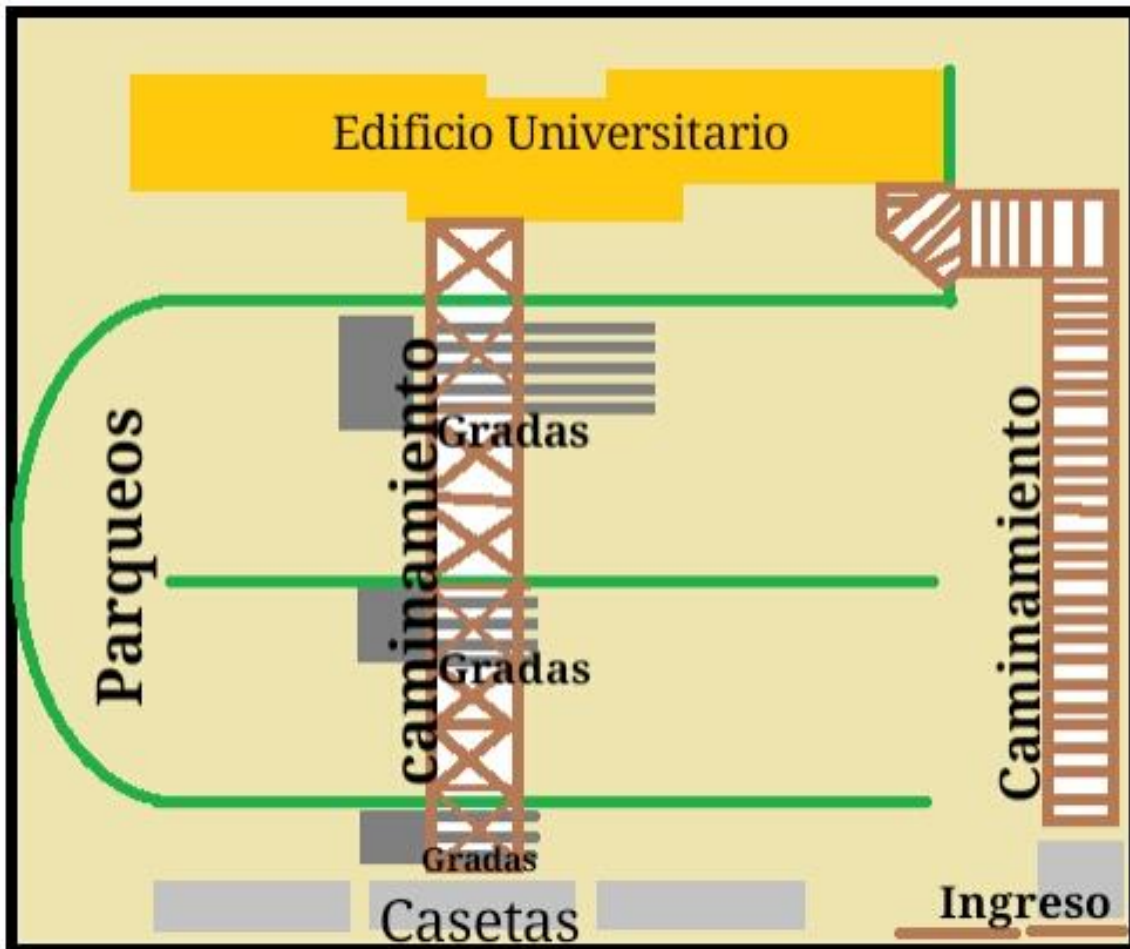 Edificio Universitario
Parqueos
caminamiento
Gradas
Caminamiento
Gradas
Gradas
Casetas
Ingreso